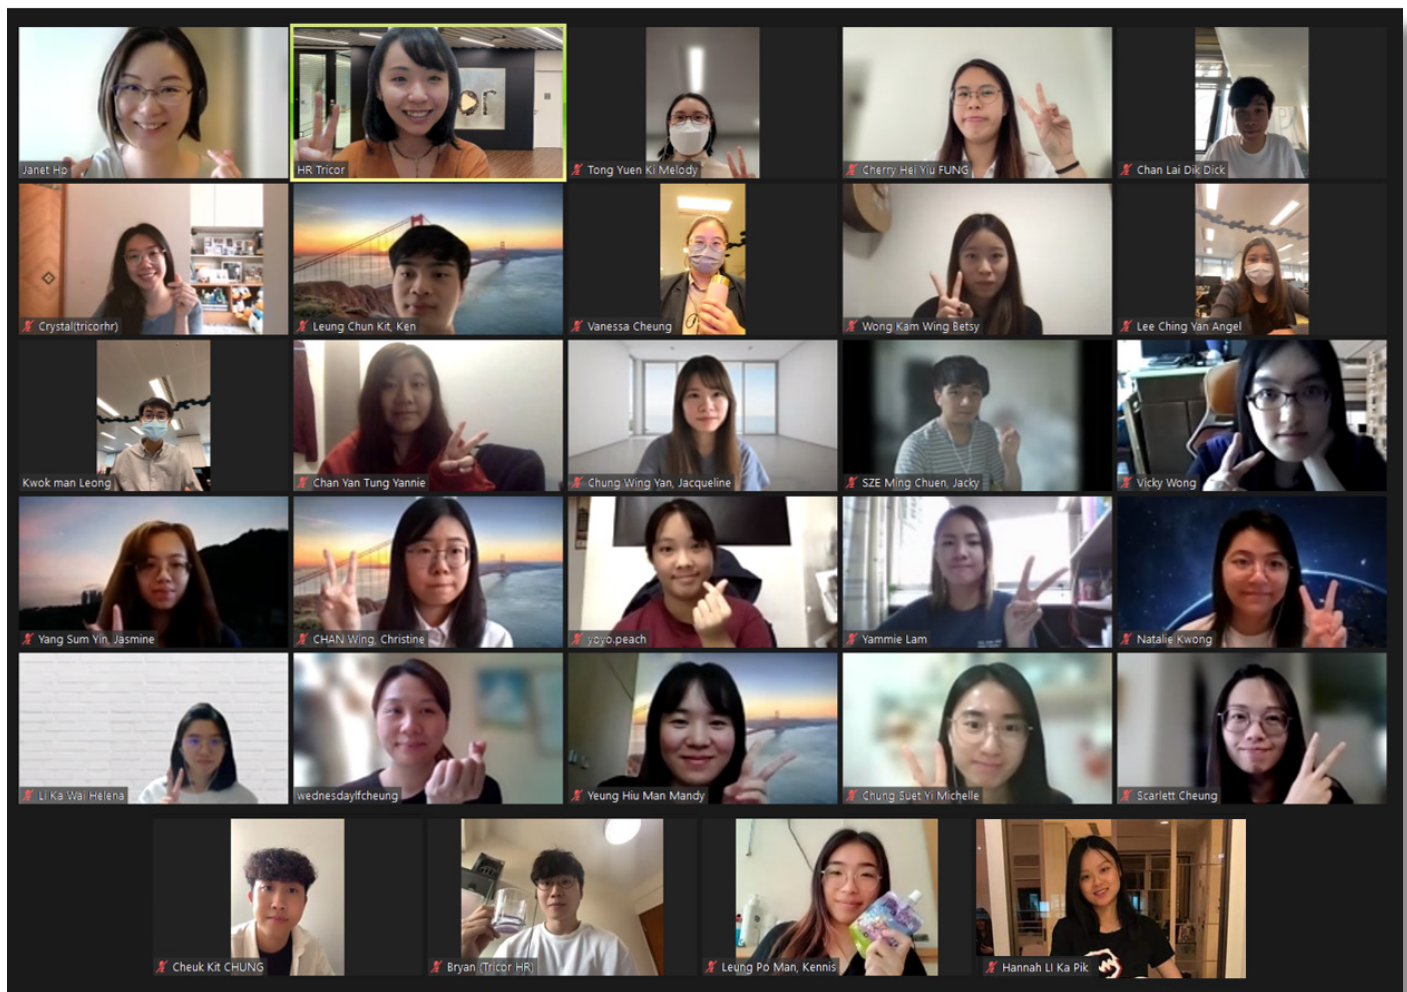 Janet Ho
HR Tricor
Tong Yuen Ki Melody
Cherry Hei Yiu FUNG
Chan Lai Dik Dick
Crystal(tricorhr)
Leung Chun Kit, Ken
Vanessa Cheung
Wong Kam Wing Betsy
Lee Ching Yan Angel
Kwok man Leong
Chan Yan Tung Yannie
Chung Wing Yan, Jacqueline
SZE Ming Chuen, Jacky
Vicky Wong
Yang Sum Yin, Jasmine
CHAN Wing, Christine
yoyo.peach
Yammie Lam
Natalie Kwong
Li Ka Wai Helena
wednesdaylfcheung
Yeung Hiu Man Mandy
Chung Suet Yi Michelle
Scarlett Cheung
Cheuk Kit CHUNG
Bryan (Tricor HR)
Leung Po Man, Kennis
Hannah LI Ka Pik